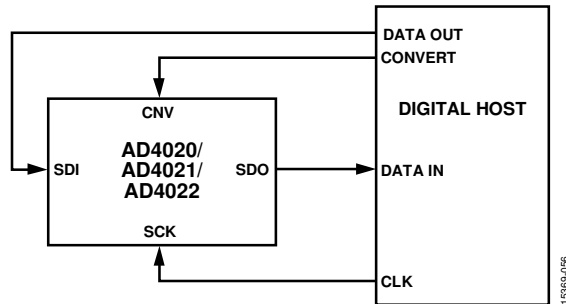 DATA OUT
CONVERT
CNV
DIGITAL HOST
AD4020/
AD4021/
AD4022
SDI
SDO
DATA IN
SCK
CLK
15369-056